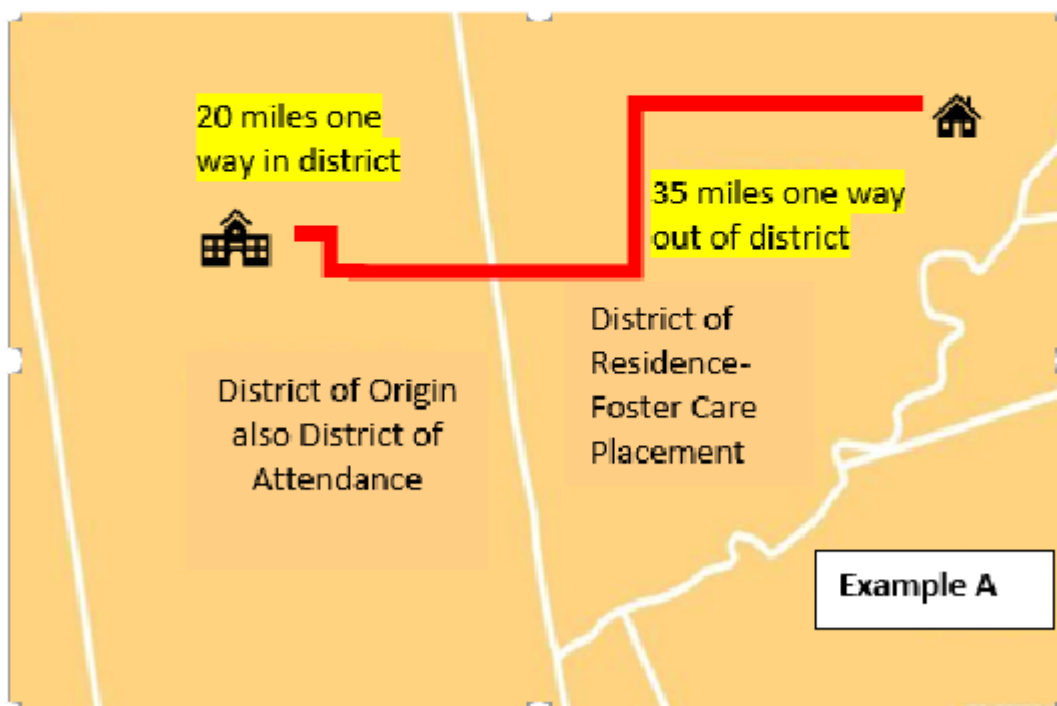 20 miles one
way in district
35 miles one way
out of district
District of
Residence-
Foster Care
Placement
District of Origin
also District of
Attendance
Example A